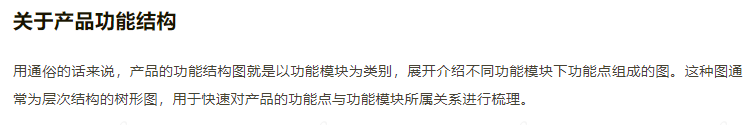 关于产品功能结构
用通俗的话来说，产品的功能结构图就是以功能模块为类别，展开介绍不同功能模块下功能点组成的图。这种图通
常为层次结构的树形图，用于快速对产品的功能点与功能模块所属关系进行梳理。